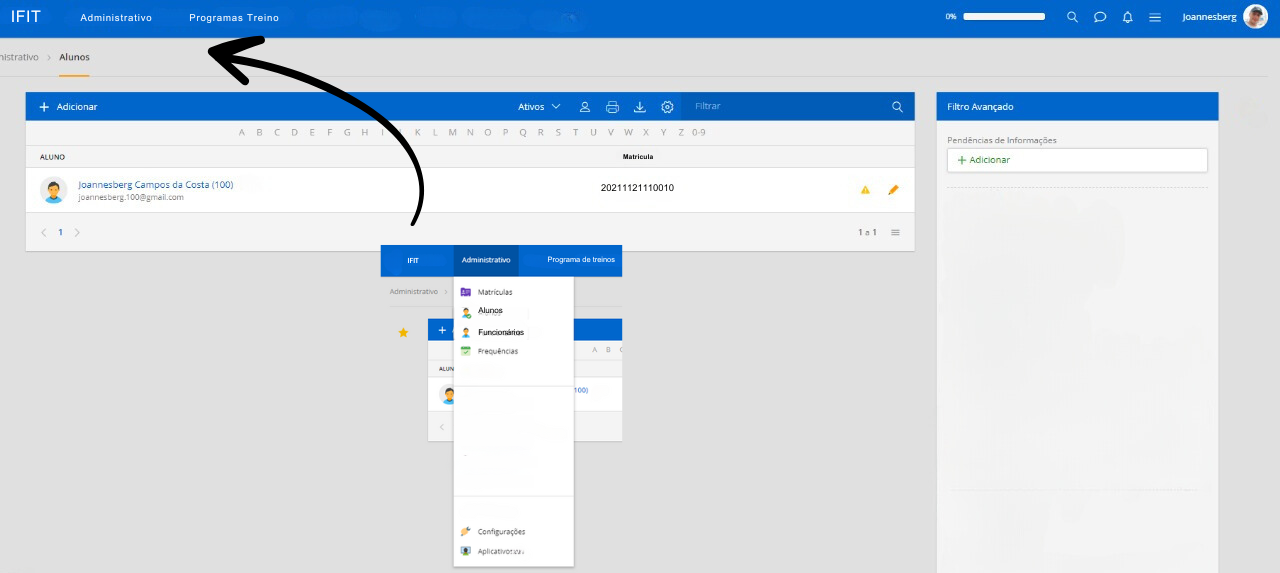 IFIT Administrativo Programas Treino 0% Joannesberg
nistrativo > Alunos
+ Adicionar Ativos Filtrar
Filtro Avançado
A B C D E F G H I K L M N O P Q R S T U V W X Y Z 0-9
Pendências de Informações
+ Adicionar
ALUNO Matrícula
Joannesberg Campos da Costa (100) 20211121110010
joannesberg.100@gmail.com
< 1 > 1 a 1
IFIT Administrativo Programa de treinos
Administrativo >
Matrículas
Alunos
Funcionários
Frequências
+
A B C
ALUN
100)
<
Configurações